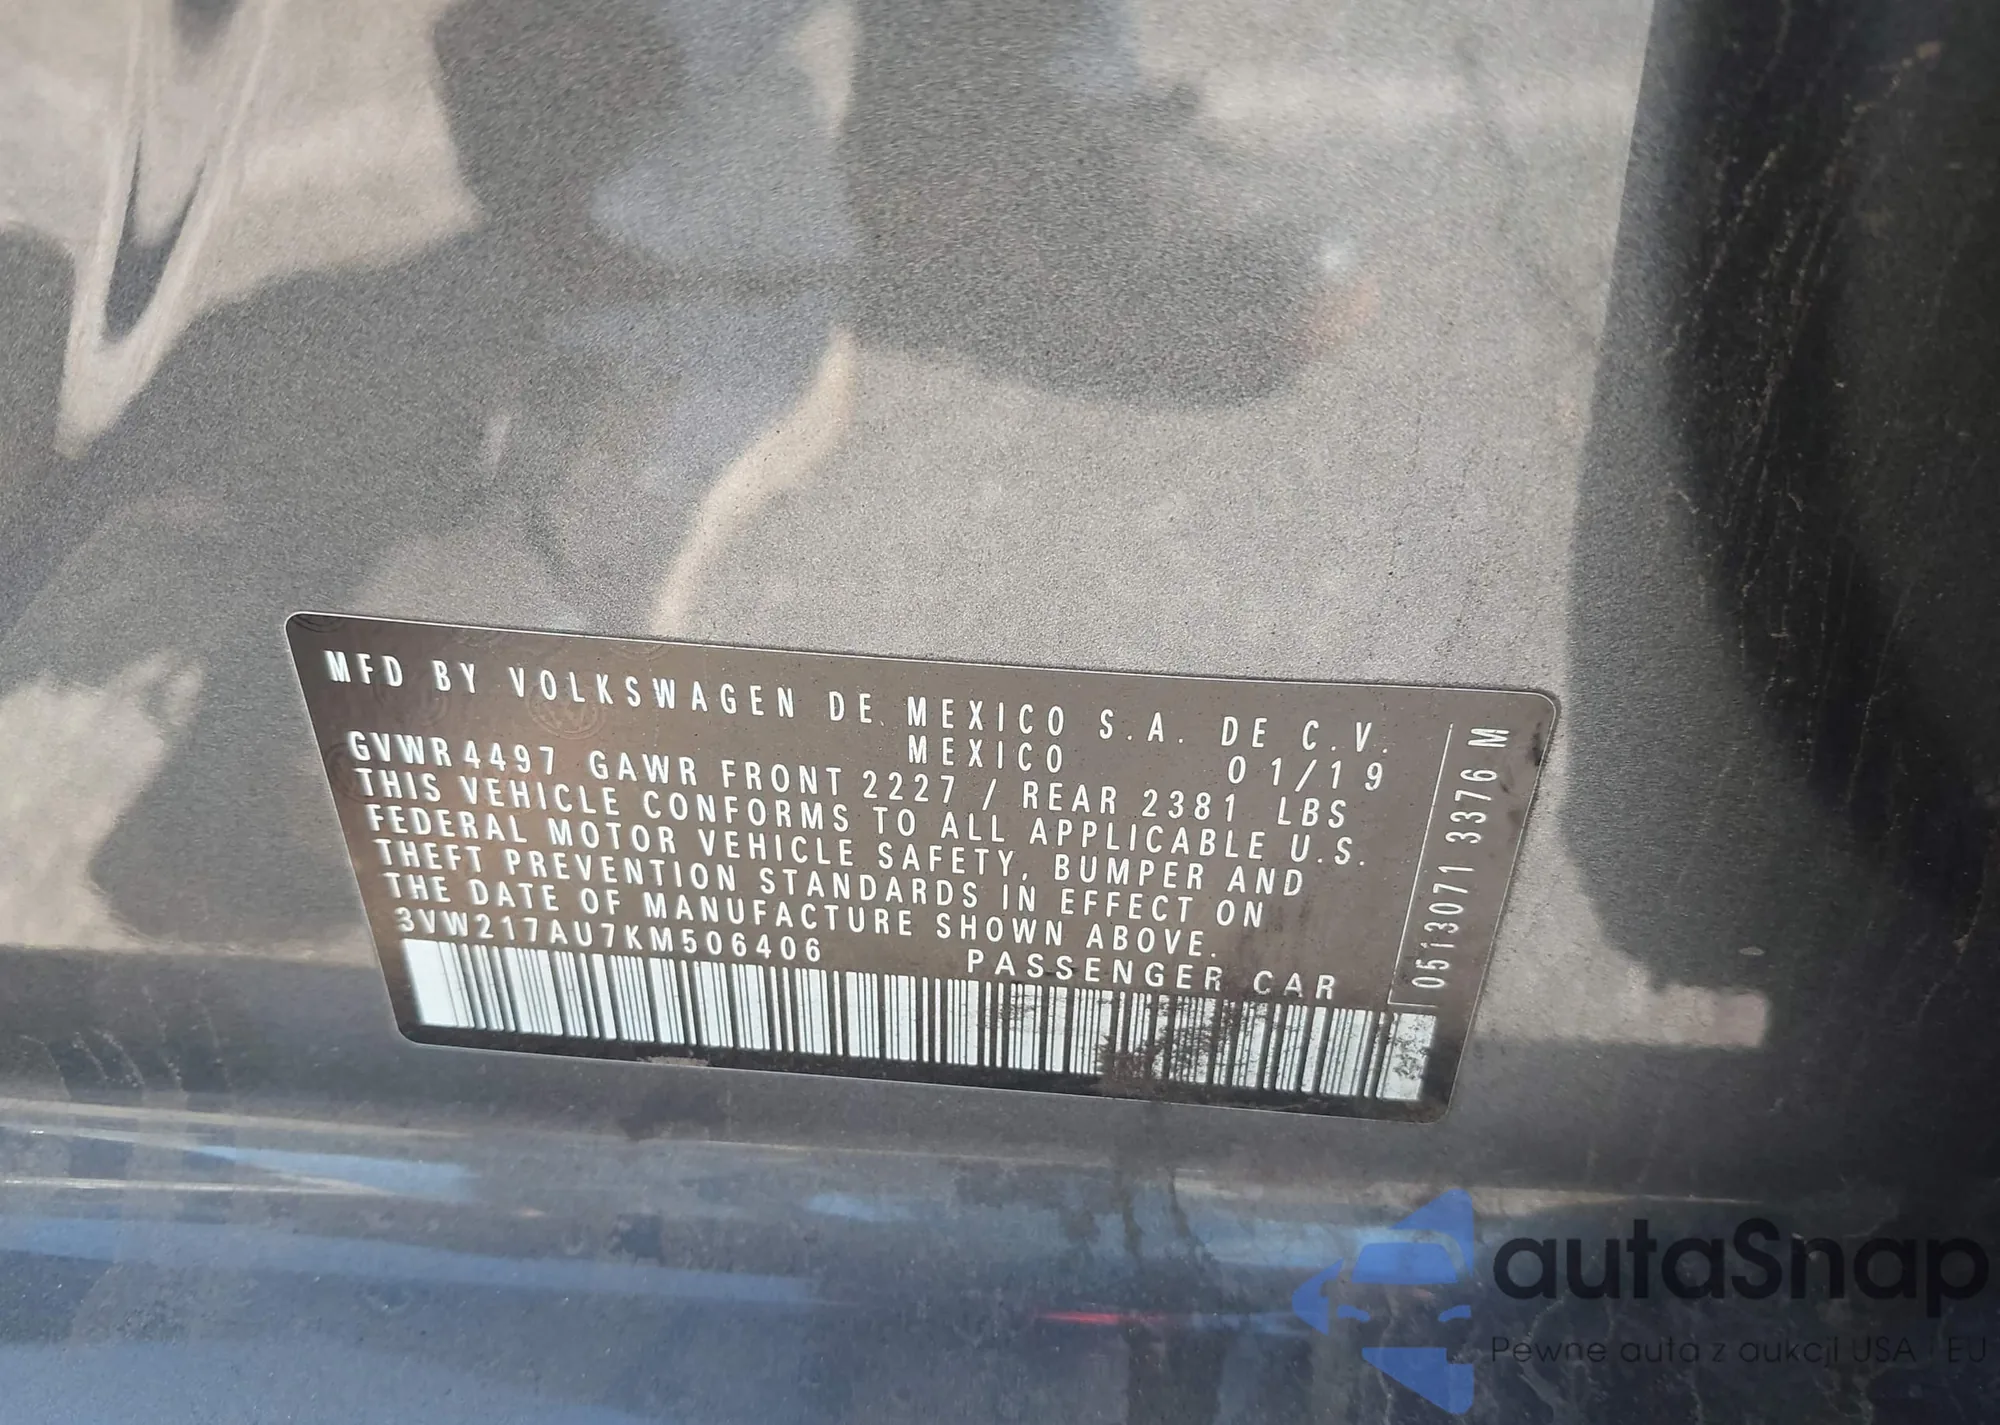 MFD BY VOLKSWAGEN DE MEXICO S.A. DE C.V.
MEXICO 01/19
GVWR 4497 GAWR FRONT 2227 / REAR 2381 LBS
THIS VEHICLE CONFORMS TO ALL APPLICABLE U.S.
FEDERAL MOTOR VEHICLE SAFETY, BUMPER AND
THEFT PREVENTION STANDARDS IN EFFECT ON
THE DATE OF MANUFACTURE SHOWN ABOVE.
3VW217AU7KM506406 PASSENGER CAR
0513071 3376 M
autaSnap
Pewne auta z aukcji USA EU